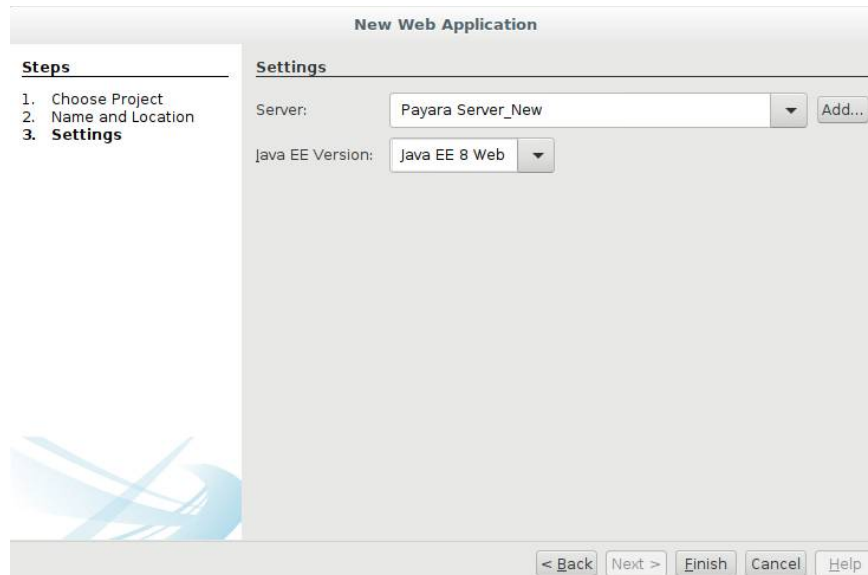 New Web Application
Steps
1. Choose Project
2. Name and Location
3. Settings
Settings
Server: Payara Server_New Add...
Java EE Version: Java EE 8 Web
< Back Next > Finish Cancel Help